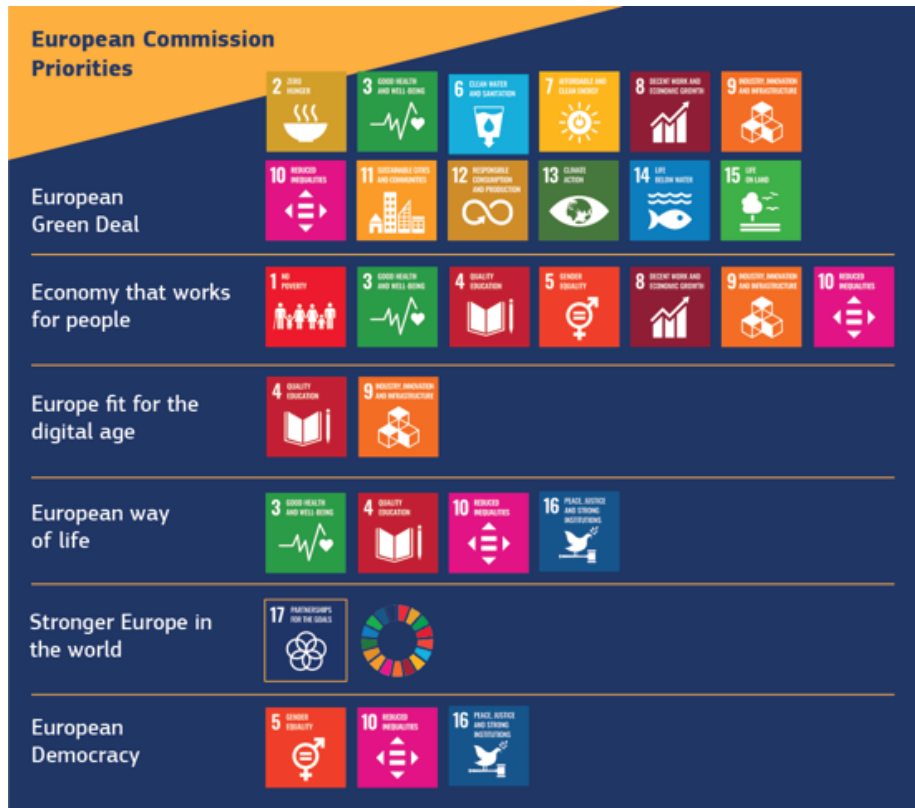 European Commission
Priorities
2 ZERO
HUNGER
3 GOOD HEALTH
AND WELL-BEING
6 CLEAN WATER
AND SANITATION
7 AFFORDABLE AND
CLEAN ENERGY
8 DECENT WORK AND
ECONOMIC GROWTH
9 INDUSTRY, INNOVATION
AND INFRASTRUCTURE
European
Green Deal
10 REDUCED
INEQUALITIES
11 SUSTAINABLE CITIES
AND COMMUNITIES
12 RESPONSIBLE
CONSUMPTION
AND PRODUCTION
13 CLIMATE
ACTION
14 LIFE
BELOW WATER
15 LIFE
ON LAND
Economy that works
for people
1 NO
POVERTY
3 GOOD HEALTH
AND WELL-BEING
4 QUALITY
EDUCATION
5 GENDER
EQUALITY
8 DECENT WORK AND
ECONOMIC GROWTH
9 INDUSTRY, INNOVATION
AND INFRASTRUCTURE
10 REDUCED
INEQUALITIES
Europe fit for the
digital age
4 QUALITY
EDUCATION
9 INDUSTRY, INNOVATION
AND INFRASTRUCTURE
European way
of life
3 GOOD HEALTH
AND WELL-BEING
4 QUALITY
EDUCATION
10 REDUCED
INEQUALITIES
16 PEACE, JUSTICE
AND STRONG
INSTITUTIONS
Stronger Europe in
the world
17 PARTNERSHIPS
FOR THE GOALS
European
Democracy
5 GENDER
EQUALITY
10 REDUCED
INEQUALITIES
16 PEACE, JUSTICE
AND STRONG
INSTITUTIONS